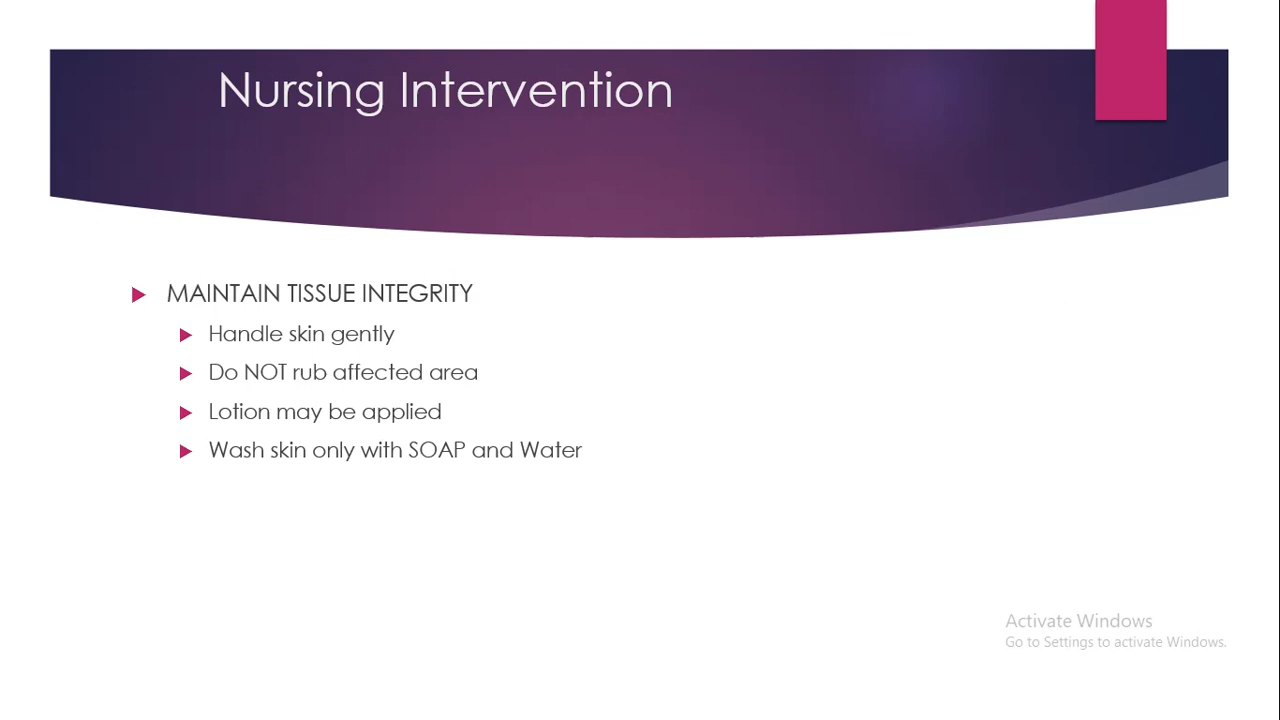 Nursing Intervention
MAINTAIN TISSUE INTEGRITY
Handle skin gently
Do NOT rub affected area
Lotion may be applied
Wash skin only with SOAP and Water
Activate Windows
Go to Settings to activate Windows.